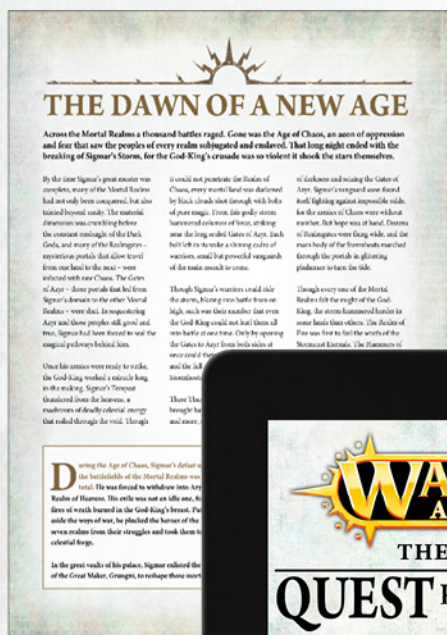 THE DAWN OF A NEW AGE
Across the Mortal Realms a thousand battles raged. Gone was the Age of Chaos, an aeon of oppression
and fear that saw the peoples of every realm subjugated and enslaved. That long night ended with the
breaking of Sigmar's Storm, for the God-King's crusade was so violent it shook the stars themselves.
By the time Sigmar's great muster was
complete, many of the Mortal Realms
had not only been conquered, but also
tainted beyond sanity. The material
dimension was crumbling before
the constant onslaught of the Dark
Gods, and many of the Realmgates –
mysterious portals that allow travel
from one land to the next – were
infected with raw Chaos. The Gates
of Azyr – those portals that led from
Sigmar's domain to the other Mortal
Realms – were shut. In sequestering
Azyr and those peoples still good and
true, Sigmar had been forced to seal the
magical pathways behind him.
Once his armies were ready to strike,
the God-King worked a miracle long
in the making. Sigmar's Tempest
thundered from the heavens, a
maelstrom of deadly celestial energy
that roiled through the void. Though
it could not penetrate the Realm of
Chaos, every mortal land was darkened
by black clouds shot through with bolts
of pure magic. From this godly storm
hammered columns of force, striking
near the long sealed Gates of Azyr. Each
bolt left in its wake a shining cadre of
warriors, small but powerful vanguards
of the main assault to come.
Though Sigmar's warriors could ride
the storm, blazing into battle from on
high, such was their number that even
the God-King could not hurl them all
into battle at one time. Only by opening
the Gates to Azyr from both sides at
once could the
and the full
Stormhosts
These
brought
and more,
of darkness and seizing the Gates of
Azyr. Sigmar's vanguard soon found
itself fighting against impossible odds,
for the armies of Chaos were without
number. But hope was at hand. Dozens
of Realmgates were flung wide, and the
main body of the Stormhosts marched
through the portals in glittering
phalanxes to turn the tide.
Though every one of the Mortal
Realms felt the might of the God-
King, the storm hammered harder in
some lands than others. The Realm of
Fire was first to feel the wrath of the
Stormcast Eternals. The Hammers of
During the Age of Chaos, Sigmar's defeat
the battlefields of the Mortal Realms was
total. He was forced to withdraw into
Realm of Heavens. His exile was not an idle one,
fires of wrath burned in the God-King's breast.
aside the ways of war, he plucked the heroes of the
seven realms from their struggles and took them
celestial forge.
In the great vaults of his palace, Sigmar enlisted the
of the Great Maker, Grungni, to reshape those
WA
A
THE
QUEST